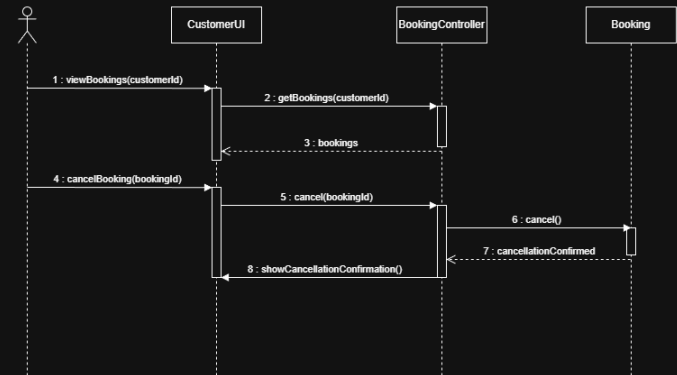 CustomerUI
BookingController
Booking
1 : viewBookings(customerId)
2 : getBookings(customerId)
3 : bookings
4 : cancelBooking(bookingId)
5 : cancel(bookingId)
6 : cancel()
7 : cancellationConfirmed
8 : showCancellationConfirmation()